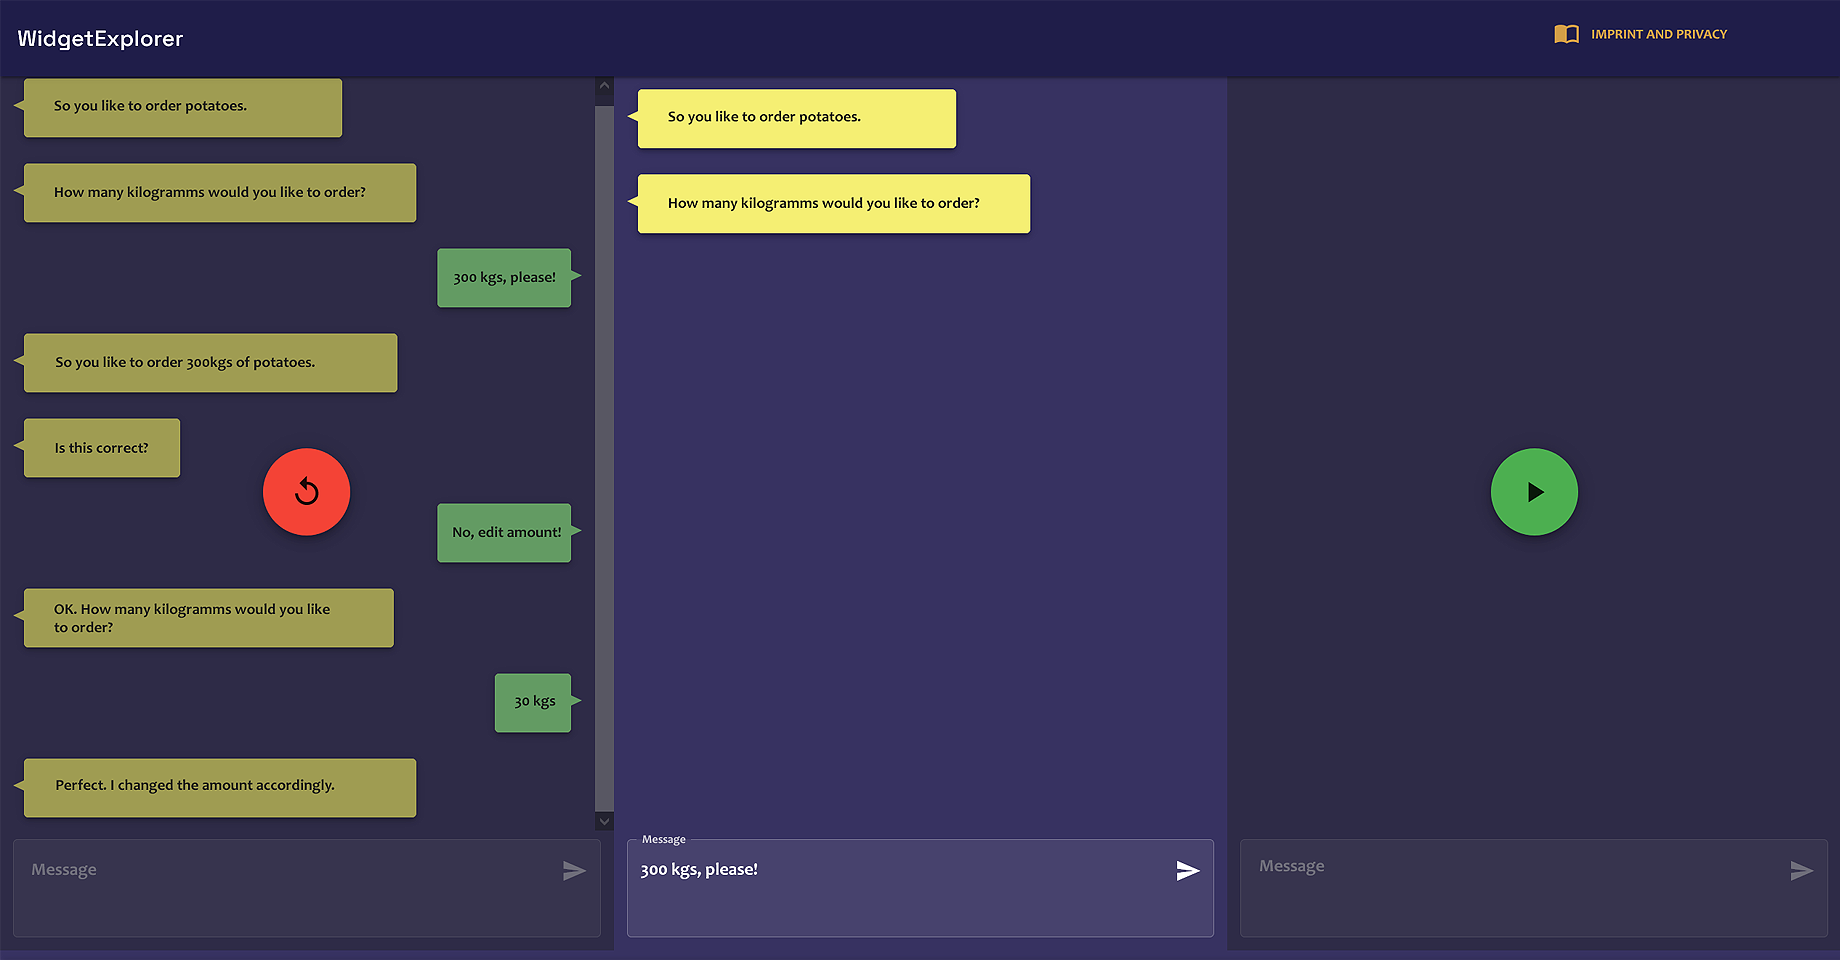 WidgetExplorer
IMPRINT AND PRIVACY
So you like to order potatoes.
How many kilogramms would you like to order?
300 kgs, please!
So you like to order 300kgs of potatoes.
Is this correct?
No, edit amount!
OK. How many kilogramms would you like
to order?
30 kgs
Perfect. I changed the amount accordingly.
Message
So you like to order potatoes.
How many kilogramms would you like to order?
Message
300 kgs, please!
Message